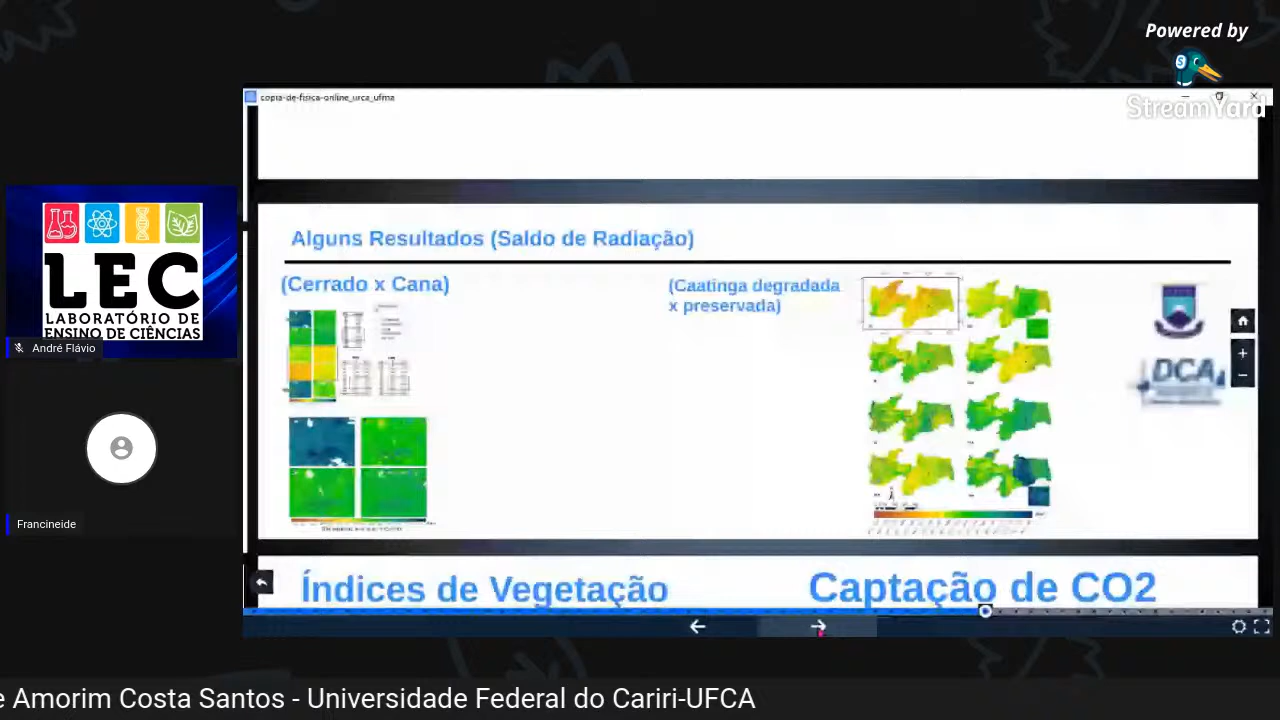 Powered by
StreamYard
copia-de-fisica-online_urca_ufma
Alguns Resultados (Saldo de Radiação)
(Cerrado x Cana)
(Caatinga degradada
x preservada)
DCA
LEC
LABORATÓRIO DE
ENSINO DE CIÊNCIAS
André Flávio
Francineide
Índices de Vegetação
Captação de CO2
e Amorim Costa Santos - Universidade Federal do Cariri-UFCA